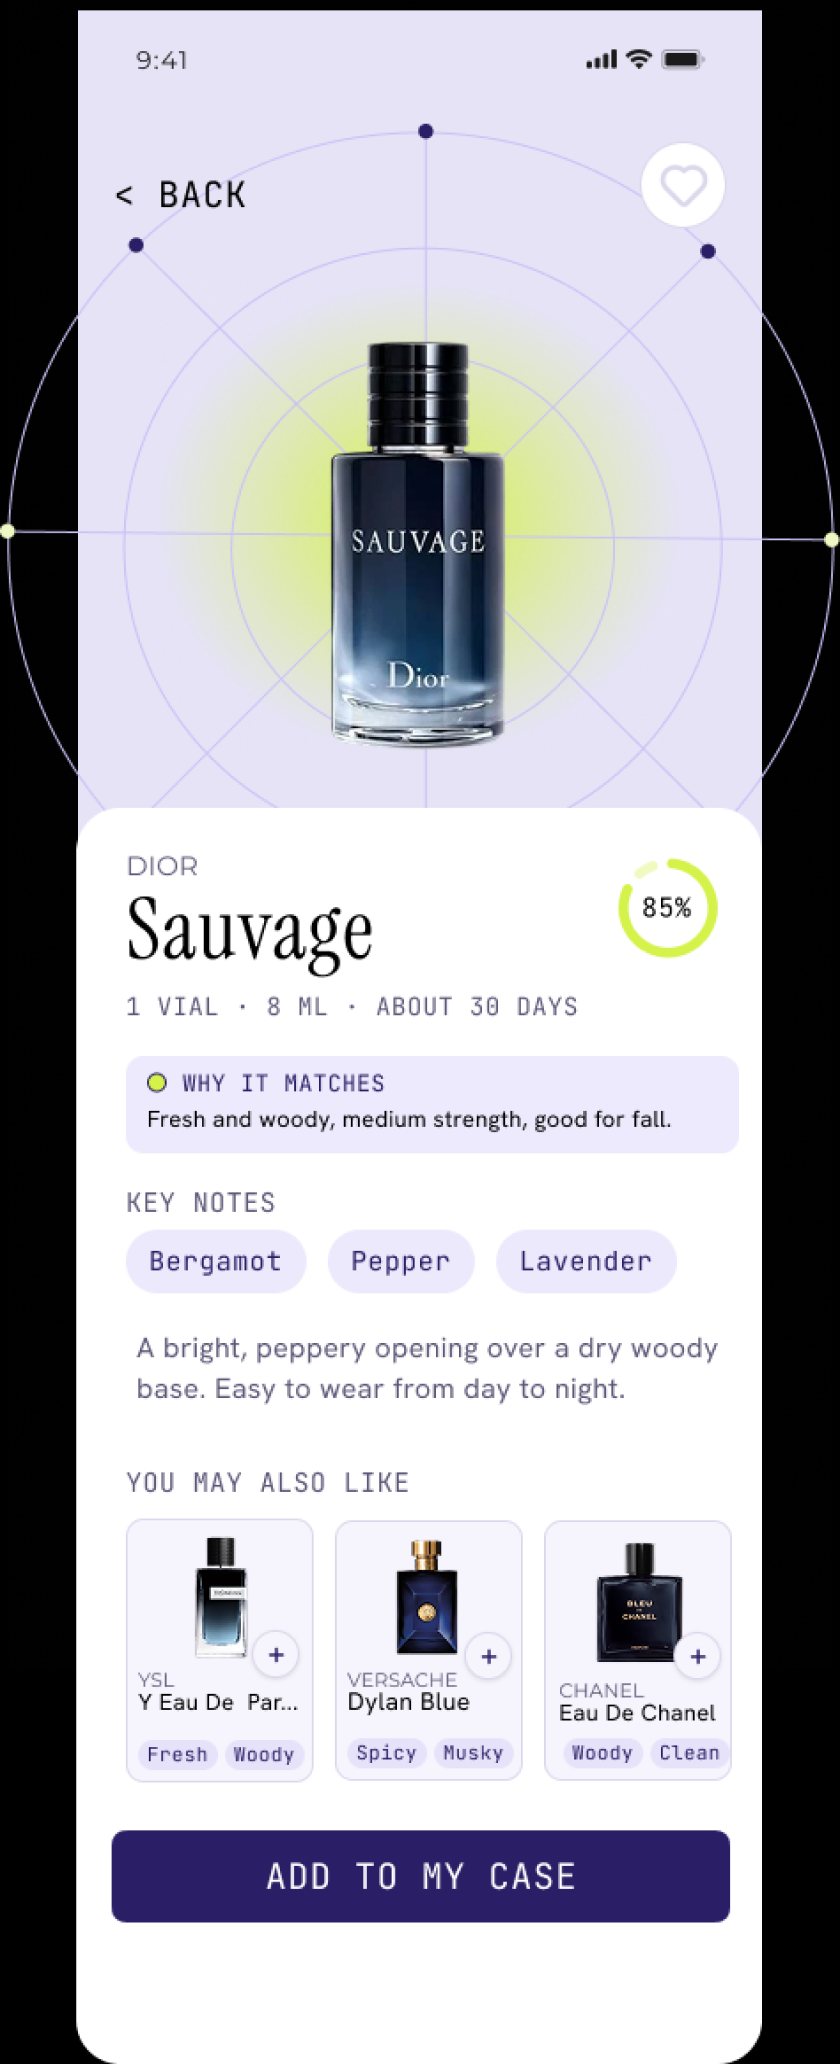 9:41
< BACK
SAUVAGE
Dior
DIOR
Sauvage
85%
1 VIAL · 8 ML · ABOUT 30 DAYS
WHY IT MATCHES
Fresh and woody, medium strength, good for fall.
KEY NOTES
Bergamot Pepper Lavender
A bright, peppery opening over a dry woody
base. Easy to wear from day to night.
YOU MAY ALSO LIKE
BLEU
DE
CHANEL
+ + +
YSL VERSACHE CHANEL
Y Eau De Par... Dylan Blue Eau De Chanel
Fresh Woody Spicy Musky Woody Clean
ADD TO MY CASE